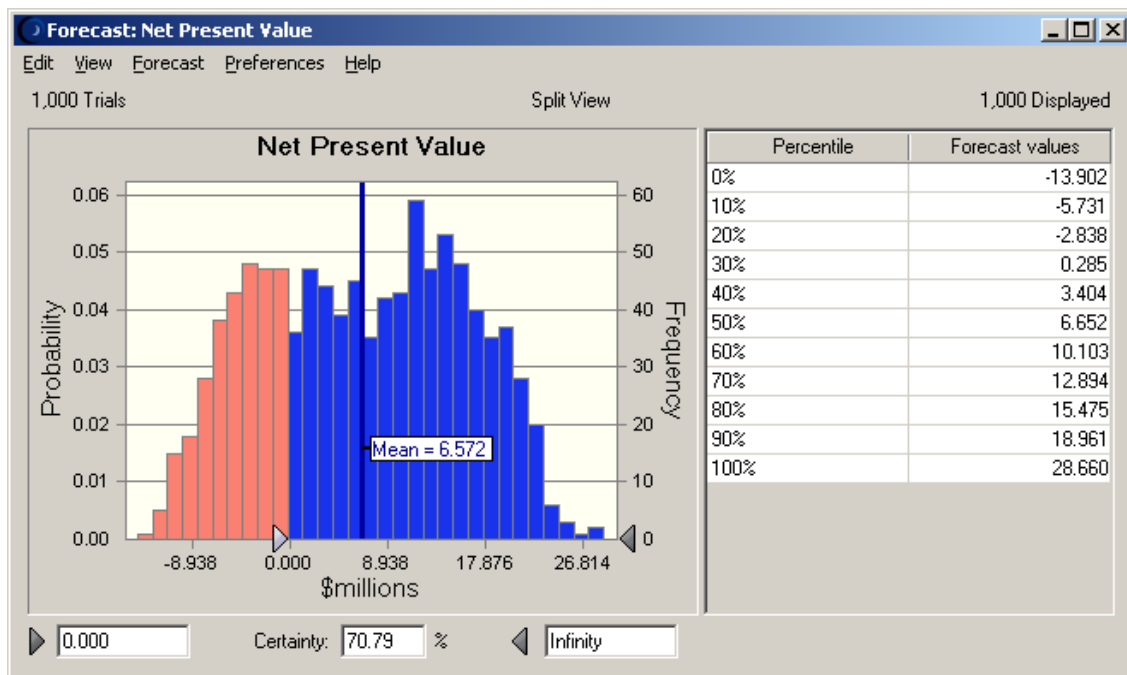 Forecast: Net Present Value
Edit View Forecast Preferences Help
1,000 Trials Split View 1,000 Displayed
Net Present Value
Probability
0.06
0.05
0.04
0.03
0.02
0.01
0.00
Mean = 6.572
60
50
40
30
20
10
0
Frequency
-8.938 0.000 8.938 17.876 26.814
$millions
Percentile Forecast values
0% -13.902
10% -5.731
20% -2.838
30% 0.285
40% 3.404
50% 6.652
60% 10.103
70% 12.894
80% 15.475
90% 18.961
100% 28.660
0.000 Certainty: 70.79 % Infinity